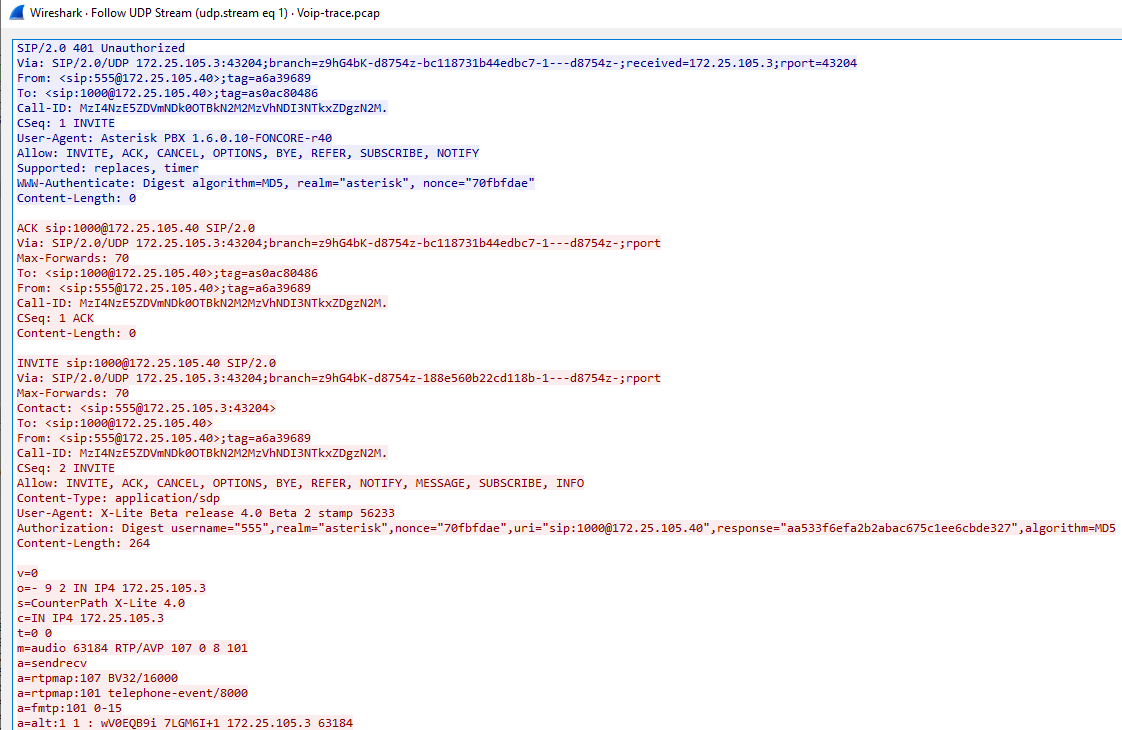 Wireshark · Follow UDP Stream (udp.stream eq 1) · Voip-trace.pcap
SIP/2.0 401 Unauthorized
Via: SIP/2.0/UDP 172.25.105.3:43204;branch=z9hG4bK-d8754z-bc118731b44edbc7-1---d8754z-;received=172.25.105.3;rport=43204
From: <sip:555@172.25.105.40>;tag=a6a39689
To: <sip:1000@172.25.105.40>;tag=as0ac80486
Call-ID: MzI4NzE5ZDVmNDk0OTBkN2M2MzVhNDI3NTkxZDgzN2M.
CSeq: 1 INVITE
User-Agent: Asterisk PBX 1.6.0.10-FONCORE-r40
Allow: INVITE, ACK, CANCEL, OPTIONS, BYE, REFER, SUBSCRIBE, NOTIFY
Supported: replaces, timer
WWW-Authenticate: Digest algorithm=MD5, realm="asterisk", nonce="70fbfdae"
Content-Length: 0
ACK sip:1000@172.25.105.40 SIP/2.0
Via: SIP/2.0/UDP 172.25.105.3:43204;branch=z9hG4bK-d8754z-bc118731b44edbc7-1---d8754z-;rport
Max-Forwards: 70
To: <sip:1000@172.25.105.40>;tag=as0ac80486
From: <sip:555@172.25.105.40>;tag=a6a39689
Call-ID: MzI4NzE5ZDVmNDk0OTBkN2M2MzVhNDI3NTkxZDgzN2M.
CSeq: 1 ACK
Content-Length: 0
INVITE sip:1000@172.25.105.40 SIP/2.0
Via: SIP/2.0/UDP 172.25.105.3:43204;branch=z9hG4bK-d8754z-188e560b22cd118b-1---d8754z-;rport
Max-Forwards: 70
Contact: <sip:555@172.25.105.3:43204>
To: <sip:1000@172.25.105.40>
From: <sip:555@172.25.105.40>;tag=a6a39689
Call-ID: MzI4NzE5ZDVmNDk0OTBkN2M2MzVhNDI3NTkxZDgzN2M.
CSeq: 2 INVITE
Allow: INVITE, ACK, CANCEL, OPTIONS, BYE, REFER, NOTIFY, MESSAGE, SUBSCRIBE, INFO
Content-Type: application/sdp
User-Agent: X-Lite Beta release 4.0 Beta 2 stamp 56233
Authorization: Digest username="555",realm="asterisk",nonce="70fbfdae",uri="sip:1000@172.25.105.40",response="aa533f6efa2b2abac675c1ee6cbde327",algorithm=MD5
Content-Length: 264
v=0
o=- 9 2 IN IP4 172.25.105.3
s=CounterPath X-Lite 4.0
c=IN IP4 172.25.105.3
t=0 0
m=audio 63184 RTP/AVP 107 0 8 101
a=sendrecv
a=rtpmap:107 BV32/16000
a=rtpmap:101 telephone-event/8000
a=fmtp:101 0-15
a=alt:1 1 : wV0EQB9i 7LGM6I+1 172.25.105.3 63184